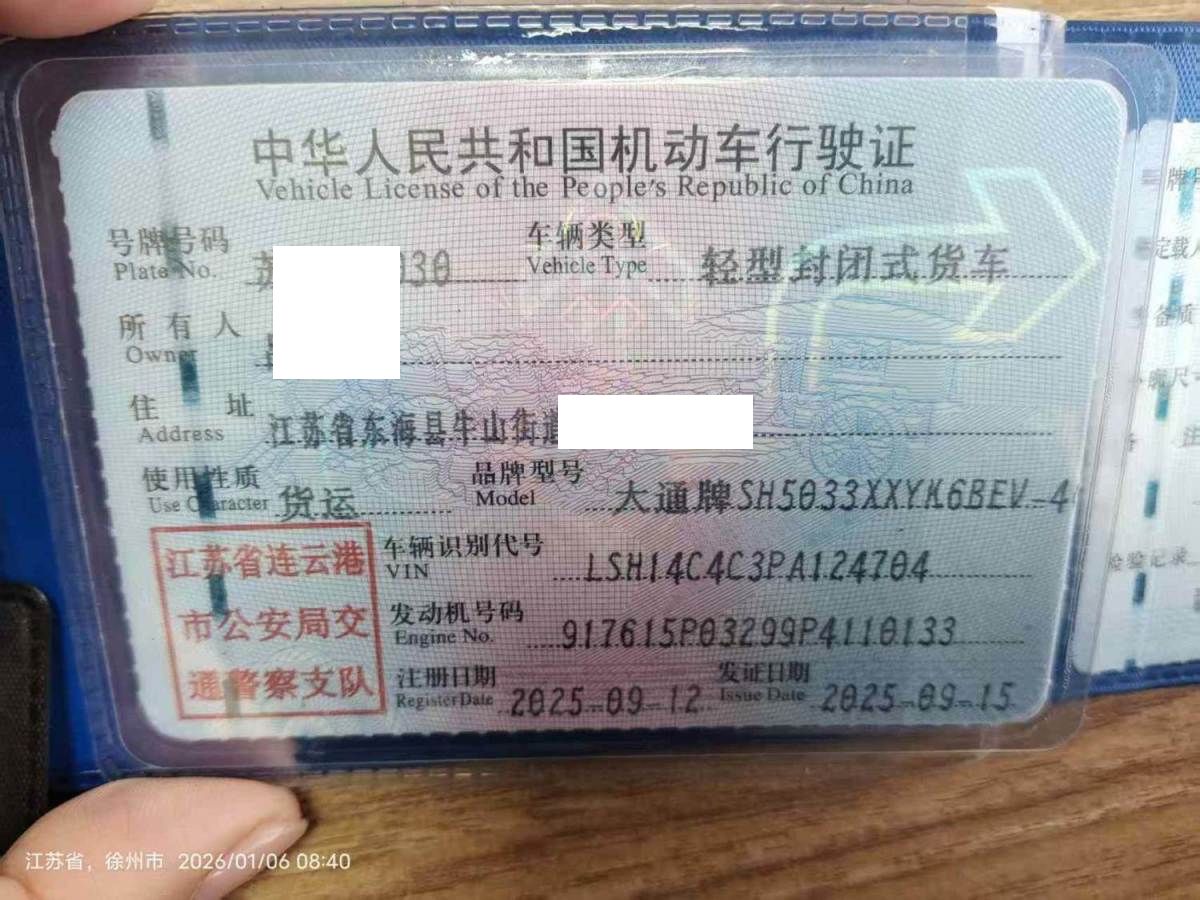 中华人民共和国机动车行驶证
Vehicle License of the People's Republic of China
号牌号码 苏 030 车辆类型 轻型封闭式货车
Plate No. Vehicle Type
所有人
Owner
住址 江苏省东海县牛山街道
Address
使用性质 货运 品牌型号 大通牌SH5033XXYK6BEV-4
Use Character Model
江苏省连云港
市公安局交
通警察支队
车辆识别代号 LSH14C4C3PA124704
VIN
发动机号码 917615P03299P4110133
Engine No.
注册日期 2025-09-12 发证日期 2025-09-15
Register Date Issue Date
检验记录
江苏省，徐州市 2026/01/06 08:40